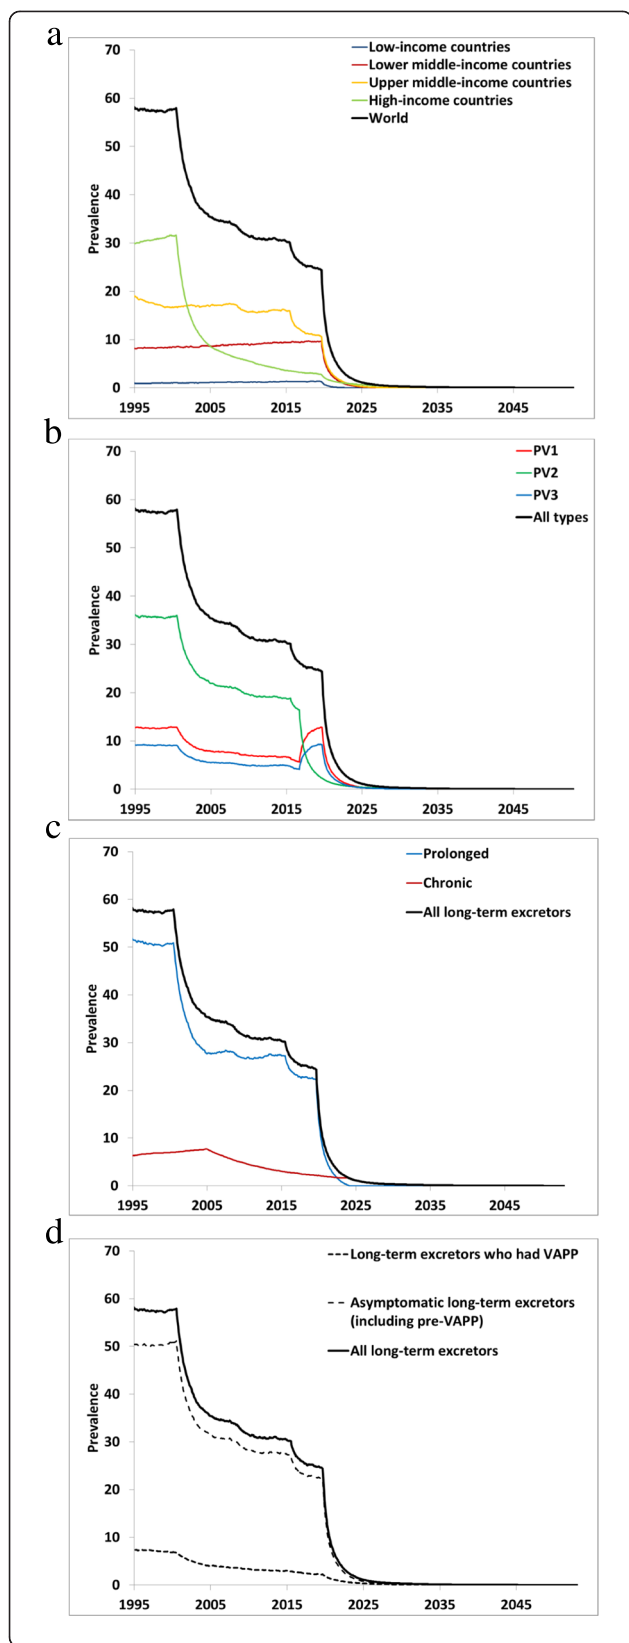 a
70
60
50
40
30
20
10
0
Prevalence
1995 2005 2015 2025 2035 2045
Low-income countries
Lower middle-income countries
Upper middle-income countries
High-income countries
World
b
70
60
50
40
30
20
10
0
Prevalence
1995 2005 2015 2025 2035 2045
PV1
PV2
PV3
All types
c
70
60
50
40
30
20
10
0
Prevalence
1995 2005 2015 2025 2035 2045
Prolonged
Chronic
All long-term excretors
d
70
60
50
40
30
20
10
0
Prevalence
1995 2005 2015 2025 2035 2045
Long-term excretors who had VAPP
Asymptomatic long-term excretors
(including pre-VAPP)
All long-term excretors